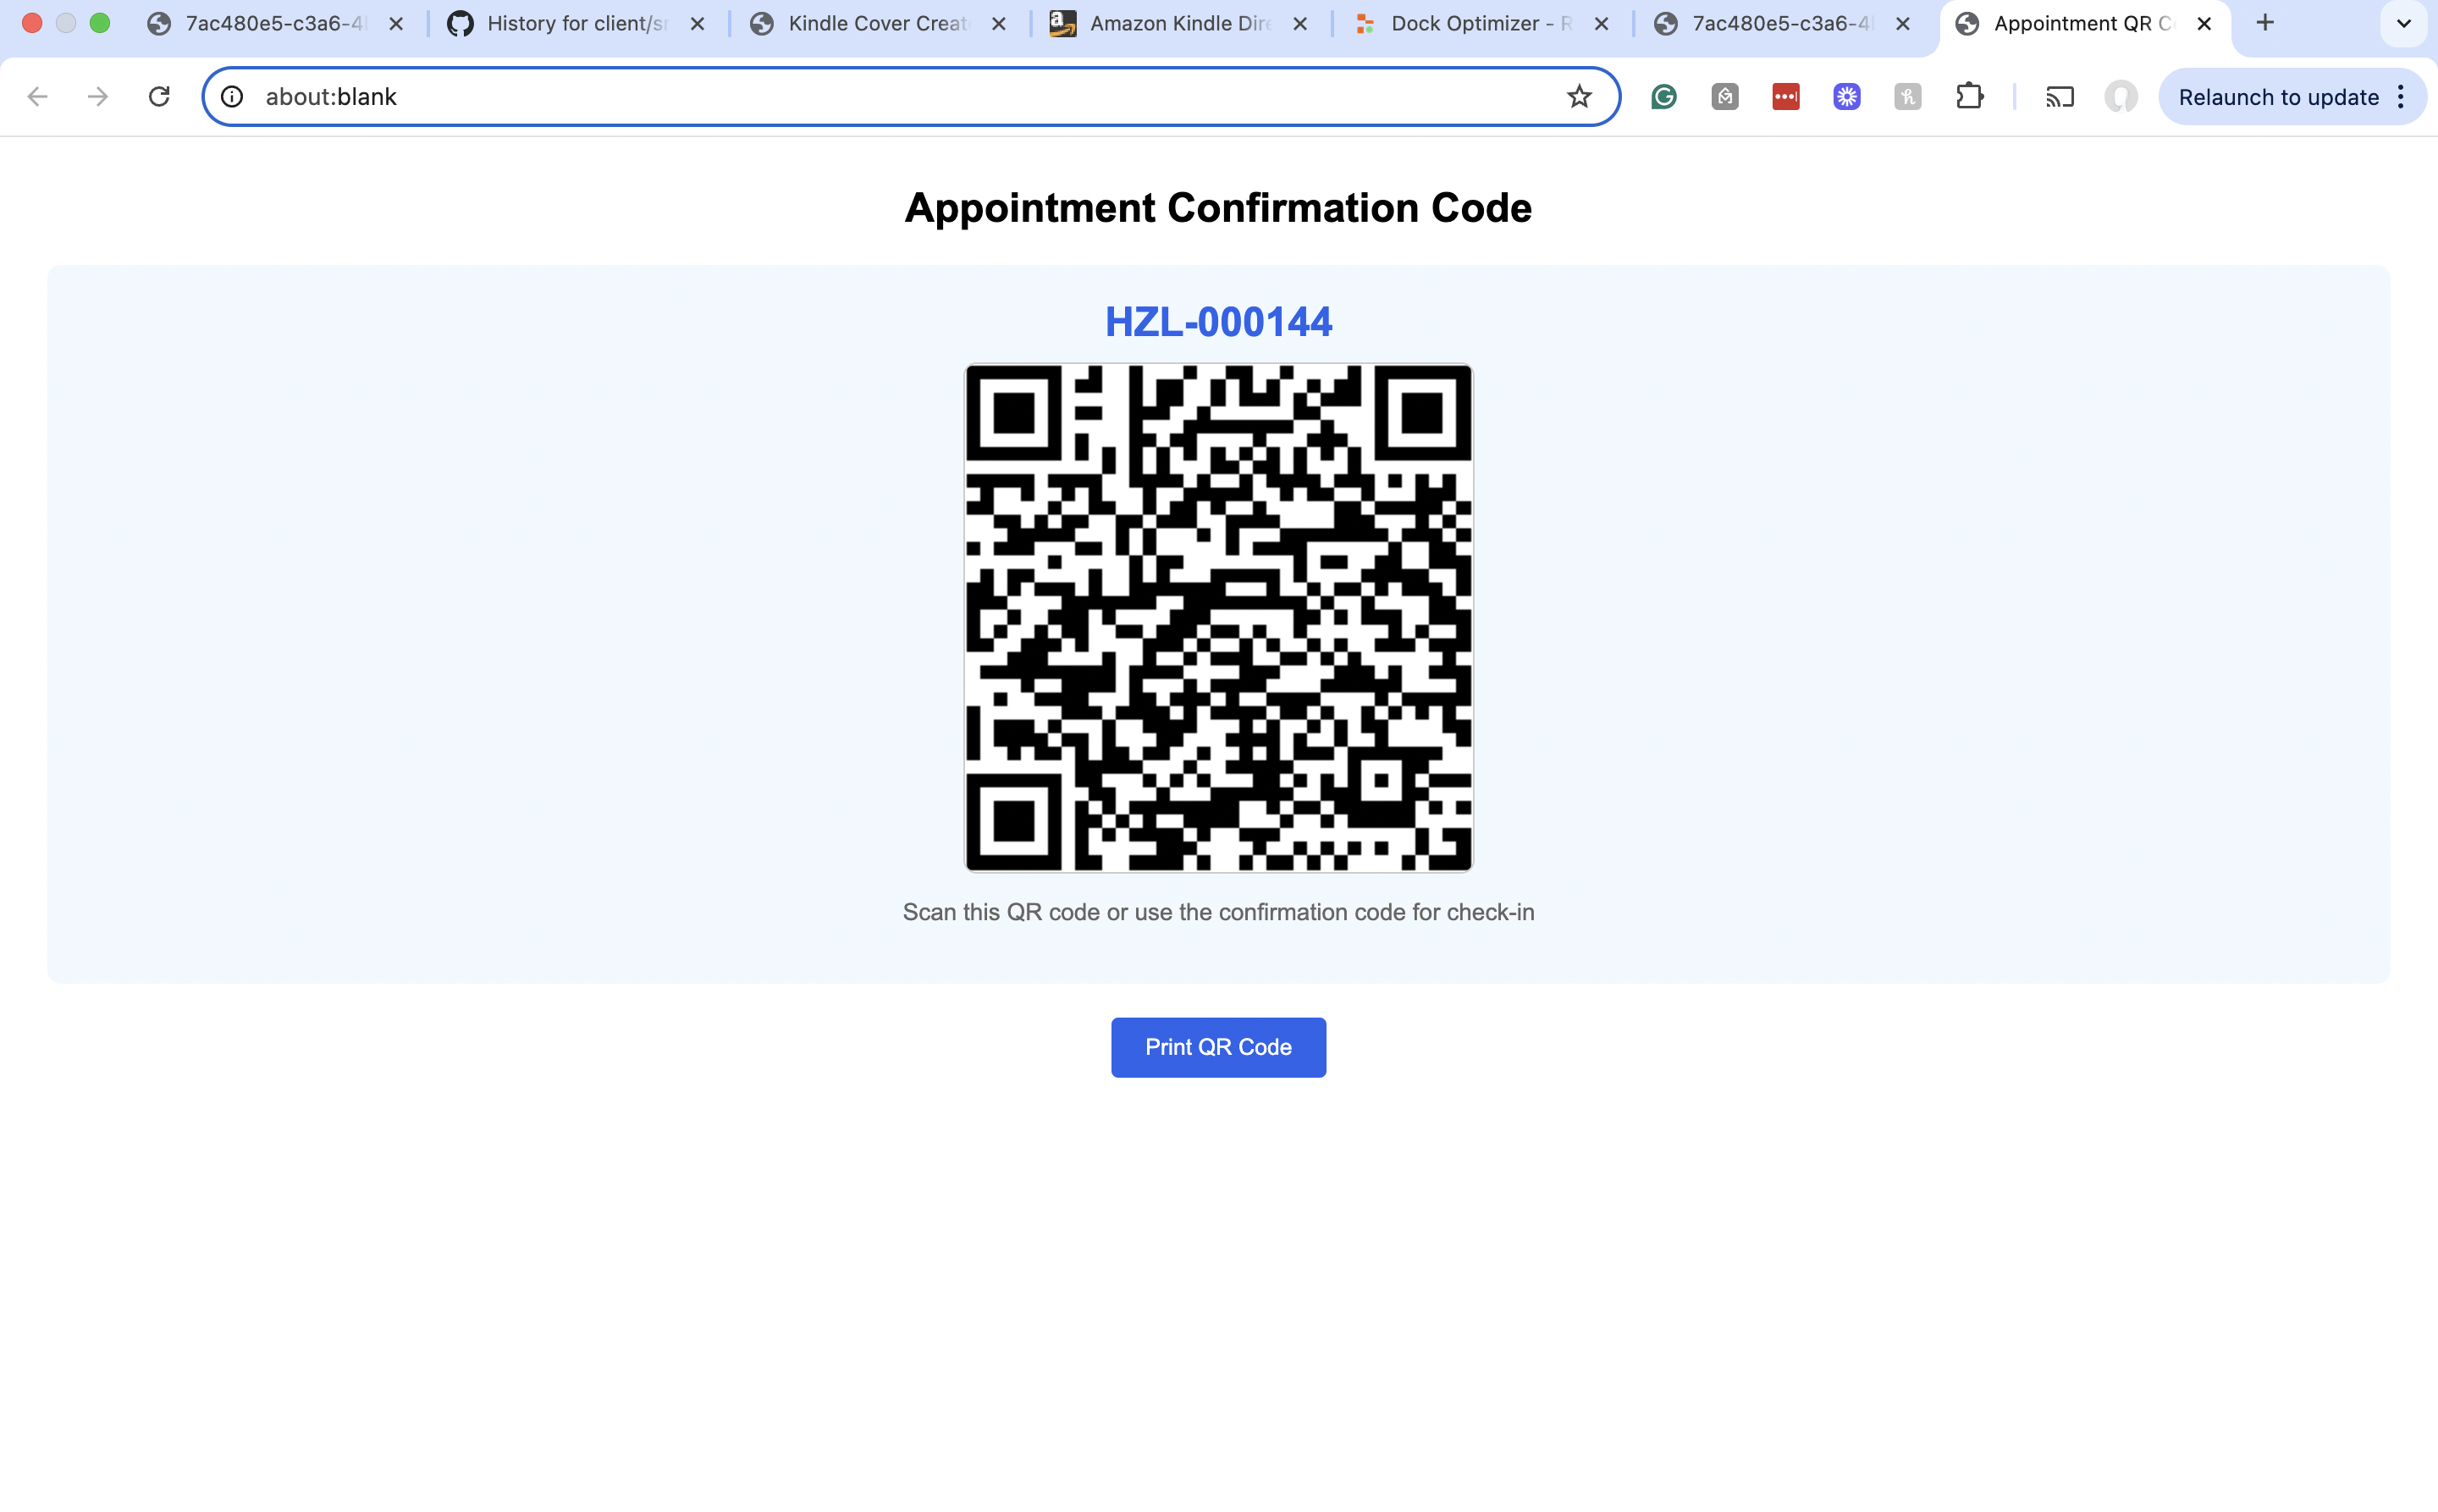 7ac480e5-c3a6-4
History for client/s
Kindle Cover Creat
Amazon Kindle Dire
Dock Optimizer - R
7ac480e5-c3a6-4
Appointment QR C
about:blank
Relaunch to update
Appointment Confirmation Code
HZL-000144
Scan this QR code or use the confirmation code for check-in
Print QR Code